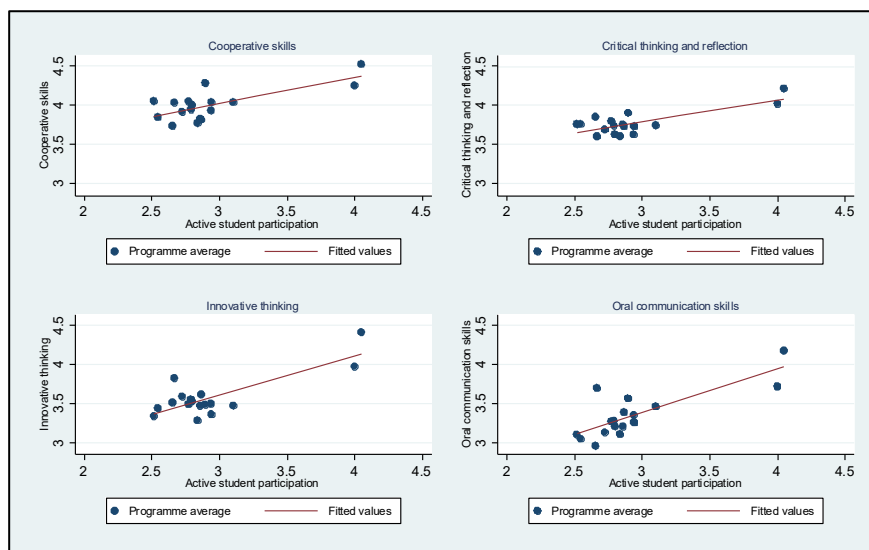 Cooperative skills
Cooperative skills
4.5
4
3.5
3
2 2.5 3 3.5 4 4.5
Active student participation
Programme average Fitted values
Critical thinking and reflection
Critical thinking and reflection
4.5
4
3.5
3
2 2.5 3 3.5 4 4.5
Active student participation
Programme average Fitted values
Innovative thinking
Innovative thinking
4.5
4
3.5
3
2 2.5 3 3.5 4 4.5
Active student participation
Programme average Fitted values
Oral communication skills
Oral communication skills
4.5
4
3.5
3
2 2.5 3 3.5 4 4.5
Active student participation
Programme average Fitted values